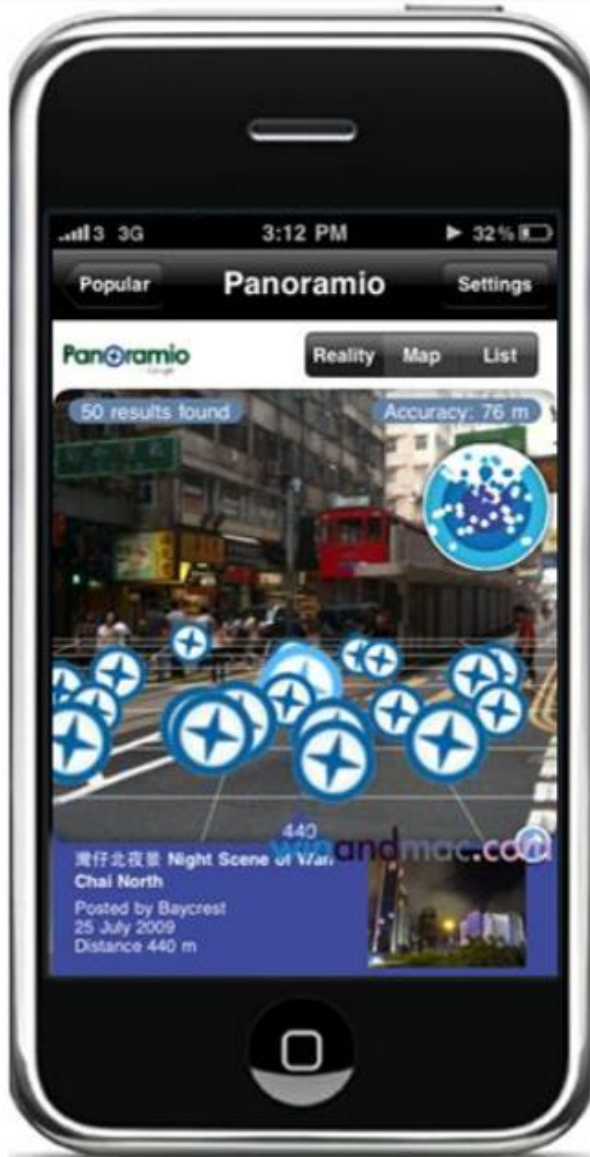 3 3G 3:12 PM 32%
Popular Panoramio Settings
Panoramio Reality Map List
50 results found Accuracy: 76 m
440
winandmac.com
灣仔北夜景 Night Scene of Wan
Chai North
Posted by Baycrest
25 July 2009
Distance 440 m